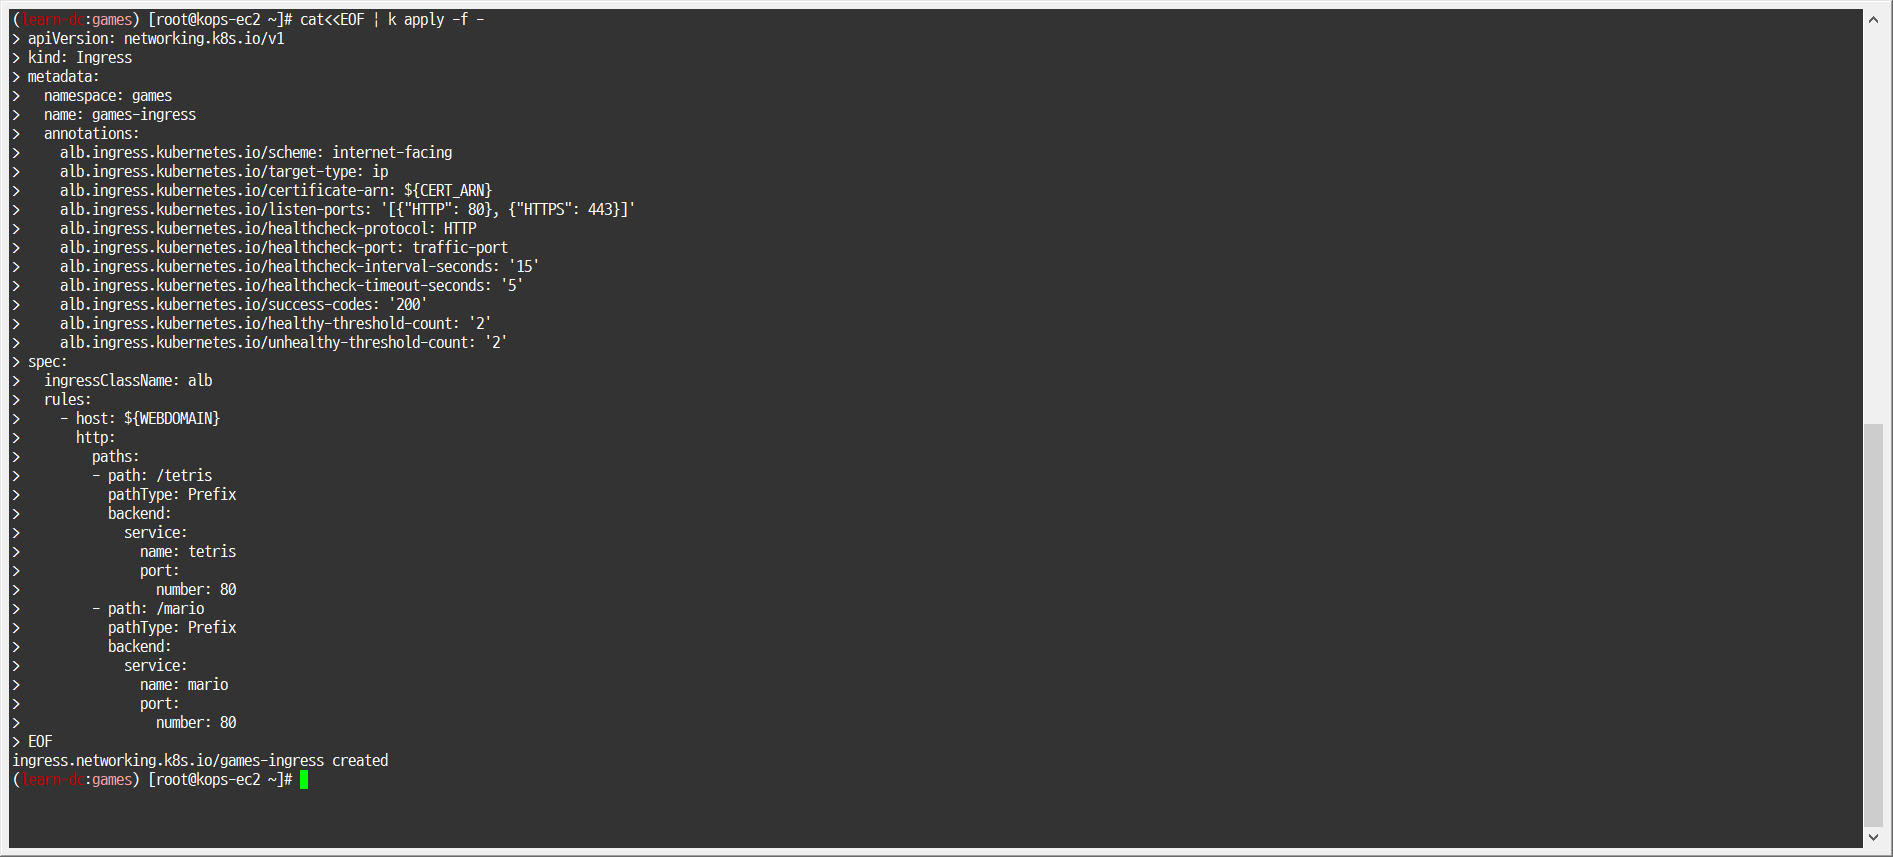 (learn-dc:games) [root@kops-ec2 ~]# cat<<EOF | k apply -f -
> apiVersion: networking.k8s.io/v1
> kind: Ingress
> metadata:
>   namespace: games
>   name: games-ingress
>   annotations:
>     alb.ingress.kubernetes.io/scheme: internet-facing
>     alb.ingress.kubernetes.io/target-type: ip
>     alb.ingress.kubernetes.io/certificate-arn: ${CERT_ARN}
>     alb.ingress.kubernetes.io/listen-ports: '[{"HTTP": 80}, {"HTTPS": 443}]'
>     alb.ingress.kubernetes.io/healthcheck-protocol: HTTP
>     alb.ingress.kubernetes.io/healthcheck-port: traffic-port
>     alb.ingress.kubernetes.io/healthcheck-interval-seconds: '15'
>     alb.ingress.kubernetes.io/healthcheck-timeout-seconds: '5'
>     alb.ingress.kubernetes.io/success-codes: '200'
>     alb.ingress.kubernetes.io/healthy-threshold-count: '2'
>     alb.ingress.kubernetes.io/unhealthy-threshold-count: '2'
> spec:
>   ingressClassName: alb
>   rules:
>     - host: ${WEBDOMAIN}
>       http:
>         paths:
>         - path: /tetris
>           pathType: Prefix
>           backend:
>             service:
>               name: tetris
>               port:
>                 number: 80
>         - path: /mario
>           pathType: Prefix
>           backend:
>             service:
>               name: mario
>               port:
>                 number: 80
> EOF
ingress.networking.k8s.io/games-ingress created
(learn-dc:games) [root@kops-ec2 ~]#